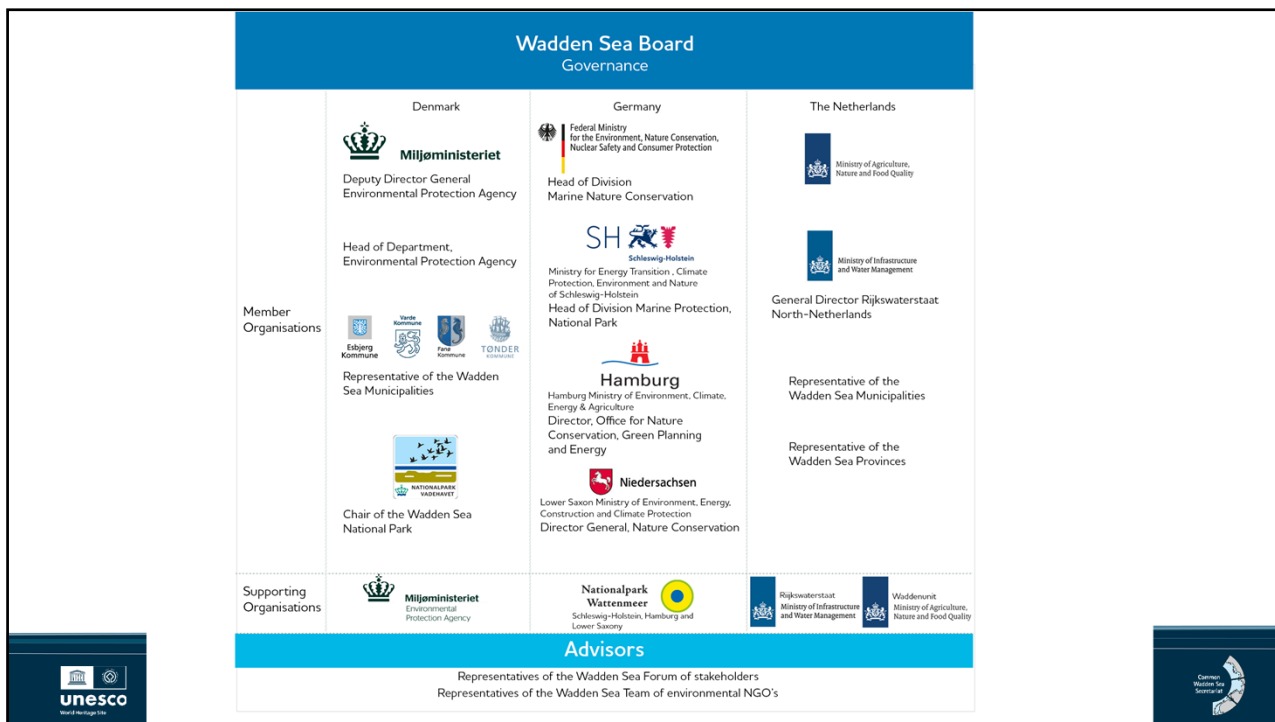 Wadden Sea Board
Governance
Denmark
Germany
The Netherlands
Member
Organisations
Miljøministeriet
Deputy Director General
Environmental Protection Agency
Head of Department,
Environmental Protection Agency
Esbjerg
Kommune
Varde
Kommune
Fanø
Kommune
TØNDER
KOMMUNE
Representative of the Wadden
Sea Municipalities
NATIONALPARK
VADEHAVET
Chair of the Wadden Sea
National Park
Federal Ministry
for the Environment, Nature Conservation,
Nuclear Safety and Consumer Protection
Head of Division
Marine Nature Conservation
SH
Schleswig-Holstein
Ministry for Energy Transition , Climate
Protection, Environment and Nature
of Schleswig-Holstein
Head of Division Marine Protection,
National Park
Hamburg
Hamburg Ministry of Environment, Climate,
Energy & Agriculture
Director, Office for Nature
Conservation, Green Planning
and Energy
Niedersachsen
Lower Saxon Ministry of Environment, Energy,
Construction and Climate Protection
Director General, Nature Conservation
Ministry of Agriculture,
Nature and Food Quality
Ministry of Infrastructure
and Water Management
General Director Rijkswaterstaat
North-Netherlands
Representative of the
Wadden Sea Municipalities
Representative of the
Wadden Sea Provinces
Supporting
Organisations
Miljøministeriet
Environmental
Protection Agency
Nationalpark
Wattenmeer
Schleswig-Holstein, Hamburg and
Lower Saxony
Rijkswaterstaat
Ministry of Infrastructure
and Water Management
Waddenunit
Ministry of Agriculture,
Nature and Food Quality
Advisors
Representatives of the Wadden Sea Forum of stakeholders
Representatives of the Wadden Sea Team of environmental NGO's
unesco
World Heritage Site
Common
Wadden Sea
Secretariat